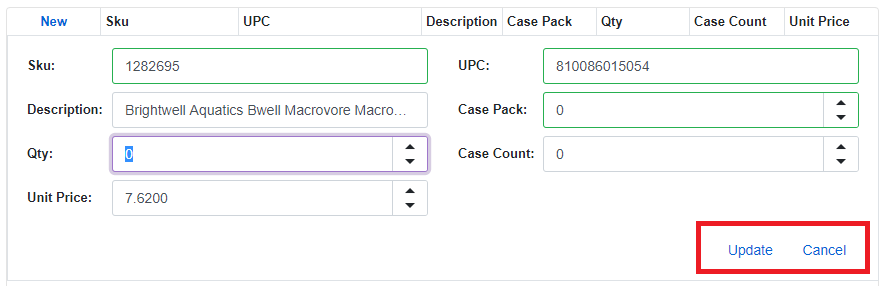 New Sku UPC Description Case Pack Qty Case Count Unit Price
Sku: 1282695 UPC: 810086015054
Description: Brightwell Aquatics Bwell Macrovore Macro... Case Pack: 0
Qty: 0 Case Count: 0
Unit Price: 7.6200
Update Cancel